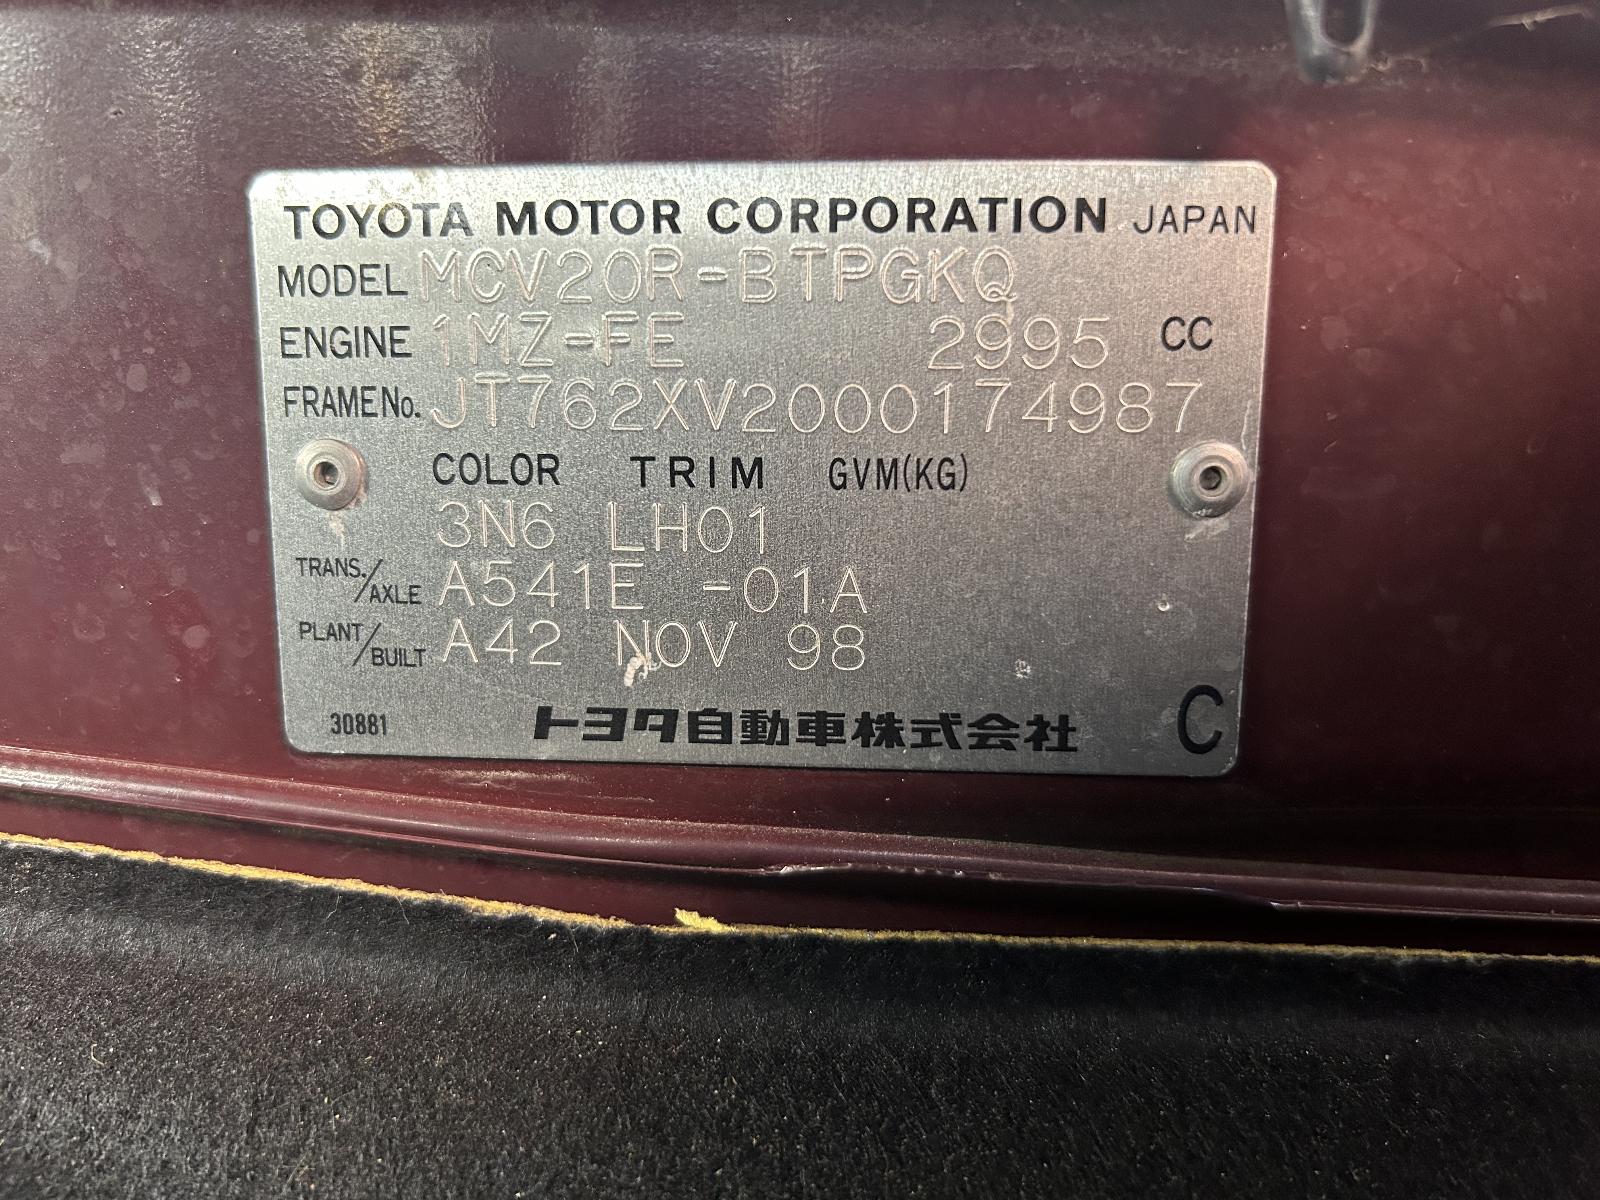 TOYOTA MOTOR CORPORATION JAPAN
MODEL MCV20R-BTPGKQ
ENGINE 1MZ-FE 2995 CC
FRAME No. JT762XV2000174987
COLOR TRIM GVM(KG)
3N6 LH01
TRANS./AXLE A541E -01A
PLANT/BUILT A42 NOV 98
30881 トヨタ自動車株式会社 C